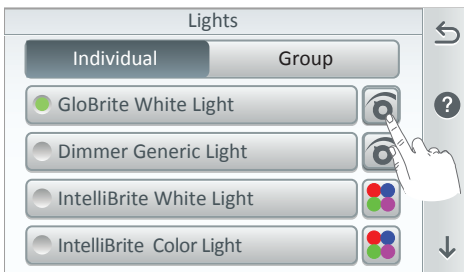 Lights
Individual Group
GloBrite White Light
?
Dimmer Generic Light
IntelliBrite White Light
IntelliBrite Color Light